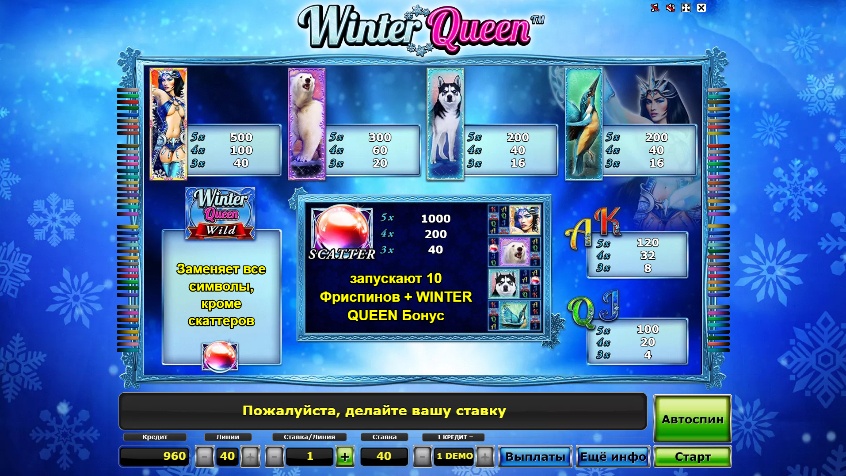 Winter Queen™
5x 500
4x 100
3x 40
5x 300
4x 60
3x 20
5x 200
4x 40
3x 16
5x 200
4x 40
3x 16
Winter
Queen
Wild
Заменяет все
символы,
кроме
скаттеров
SCATTER
5x 1000
4x 200
3x 40
запускают 10
Фриспинов + WINTER
QUEEN Бонус
A K
5x 120
4x 32
3x 8
Q J
5x 100
4x 20
3x 4
Пожалуйста, делайте вашу ставку
Автоспин
Кредит Линии Ставка/Линия Ставка 1 КРЕДИТ =
960 - 40 + - 1 + 40 - 1 DEMO + Выплаты Ещё инфо Старт